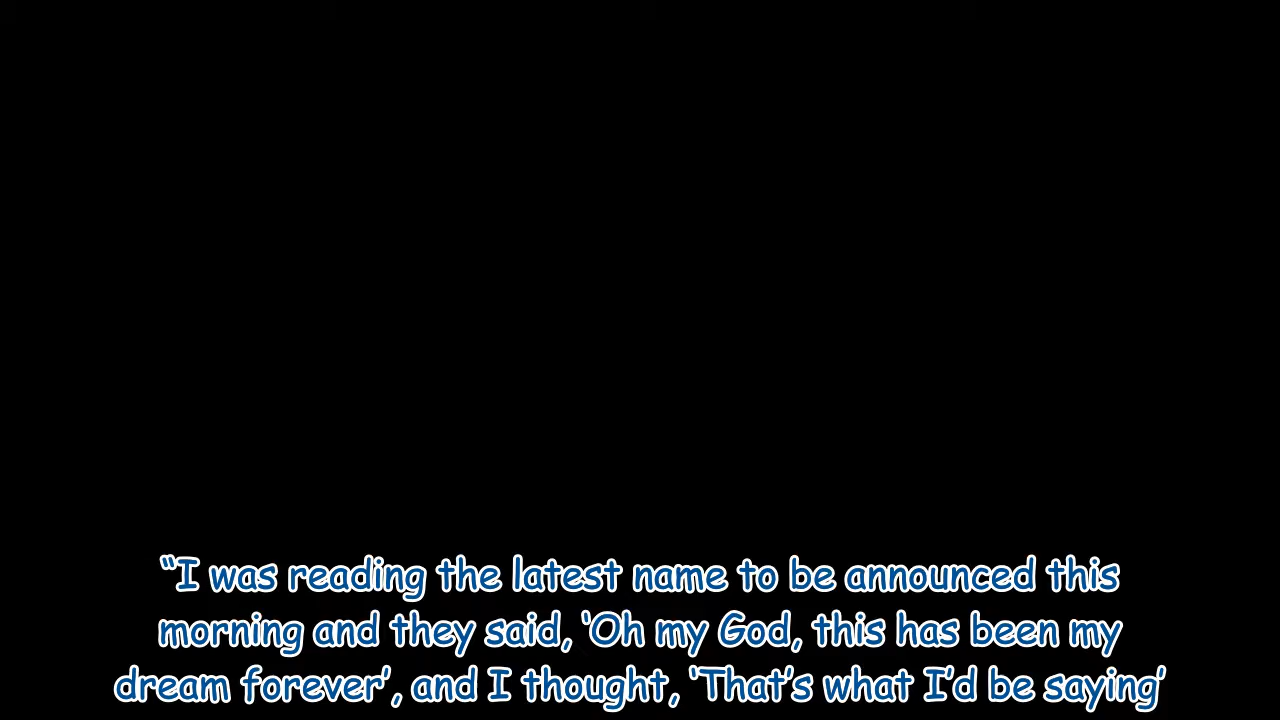 “I was reading the latest name to be announced this
morning and they said, ‘Oh my God, this has been my
dream forever’, and I thought, ‘That’s what I’d be saying’